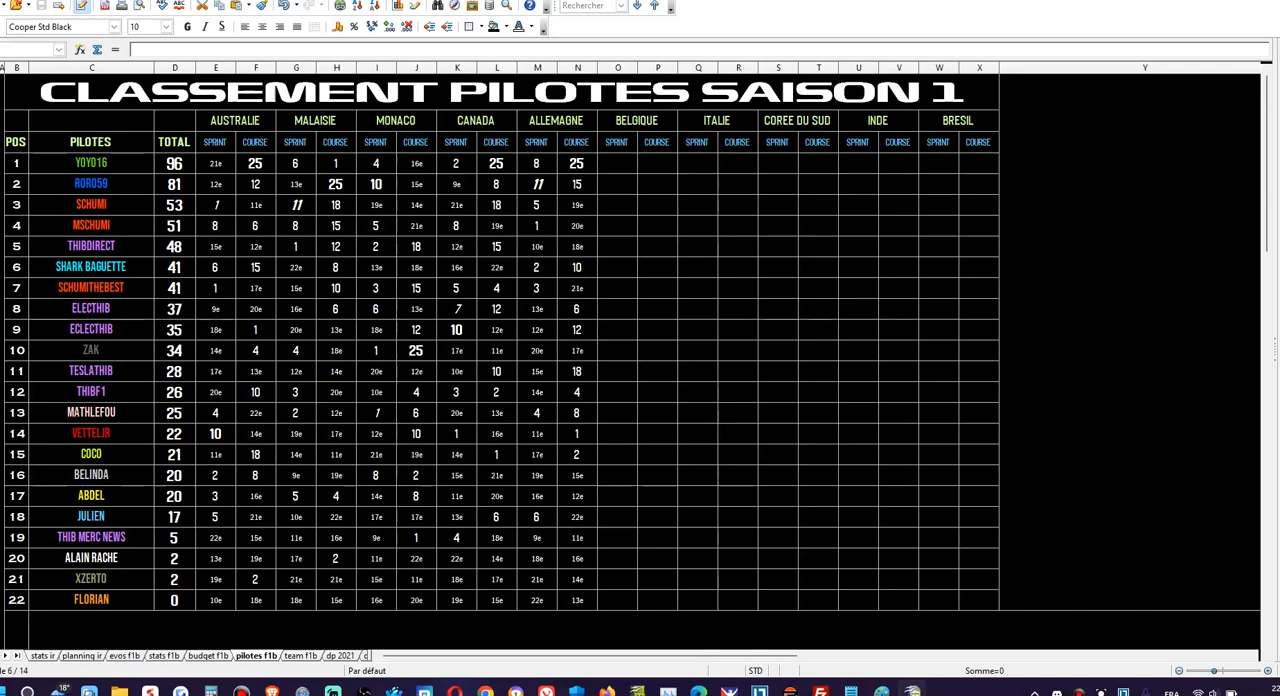 Rechercher
Cooper Std Black 10
A B C D E F G H I J K L M N O P Q R S T U V W X Y
CLASSEMENT PILOTES SAISON 1
AUSTRALIE MALAISIE MONACO CANADA ALLEMAGNE BELGIQUE ITALIE COREE DU SUD INDE BRESIL
POS PILOTES TOTAL SPRINT COURSE SPRINT COURSE SPRINT COURSE SPRINT COURSE SPRINT COURSE SPRINT COURSE SPRINT COURSE SPRINT COURSE SPRINT COURSE SPRINT COURSE
1 YOYO16 96 21e 25 6 1 4 16e 2 25 8 25
2 RORO59 81 12e 12 13e 25 10 15e 9e 8 11 15
3 SCHUMI 53 1 11e 11 18 19e 14e 21e 18 5 19e
4 MSCHUMI 51 8 6 8 15 5 21e 8 19e 1 20e
5 THIBDIRECT 48 15e 12e 1 12 2 18 12e 15 10e 18e
6 SHARK BAGUETTE 41 6 15 22e 8 13e 18e 16e 22e 2 10
7 SCHUMITHEBEST 41 1 17e 15e 10 3 15 5 4 3 21e
8 ELECTHIB 37 9e 20e 16e 6 6 13e 7 12 13e 6
9 ECLECTHIB 35 18e 1 20e 13e 18e 12 10 12e 12e 12
10 ZAK 34 14e 4 4 18e 1 25 17e 11e 20e 17e
11 TESLATHIB 28 17e 13e 12e 14e 20e 12e 10e 10 15e 18
12 THIBF1 26 20e 10 3 20e 10e 4 3 2 14e 4
13 MATHLEFOU 25 4 22e 2 12e 1 6 20e 13e 4 8
14 VETTELJR 22 10 14e 19e 17e 12e 10 1 16e 11e 1
15 COCO 21 11e 18 14e 11e 21e 19e 14e 1 17e 2
16 BELINDA 20 2 8 9e 19e 8 2 15e 21e 19e 15e
17 ABDEL 20 3 16e 5 4 14e 8 11e 20e 16e 12e
18 JULIEN 17 5 21e 10e 22e 17e 17e 13e 6 6 22e
19 THIB MERC NEWS 5 22e 15e 11e 16e 9e 1 4 18e 9e 11e
20 ALAIN RACHE 2 13e 19e 17e 2 11e 22e 22e 14e 18e 16e
21 XZERTO 2 19e 2 21e 21e 15e 11e 18e 17e 21e 14e
22 FLORIAN 0 10e 18e 18e 15e 16e 20e 19e 15e 22e 13e
stats ir planning ir evos f1b stats f1b budget f1b pilotes f1b team f1b dp 2021 c
le 6 / 14 Par défaut STD Somme=0
18° FRA